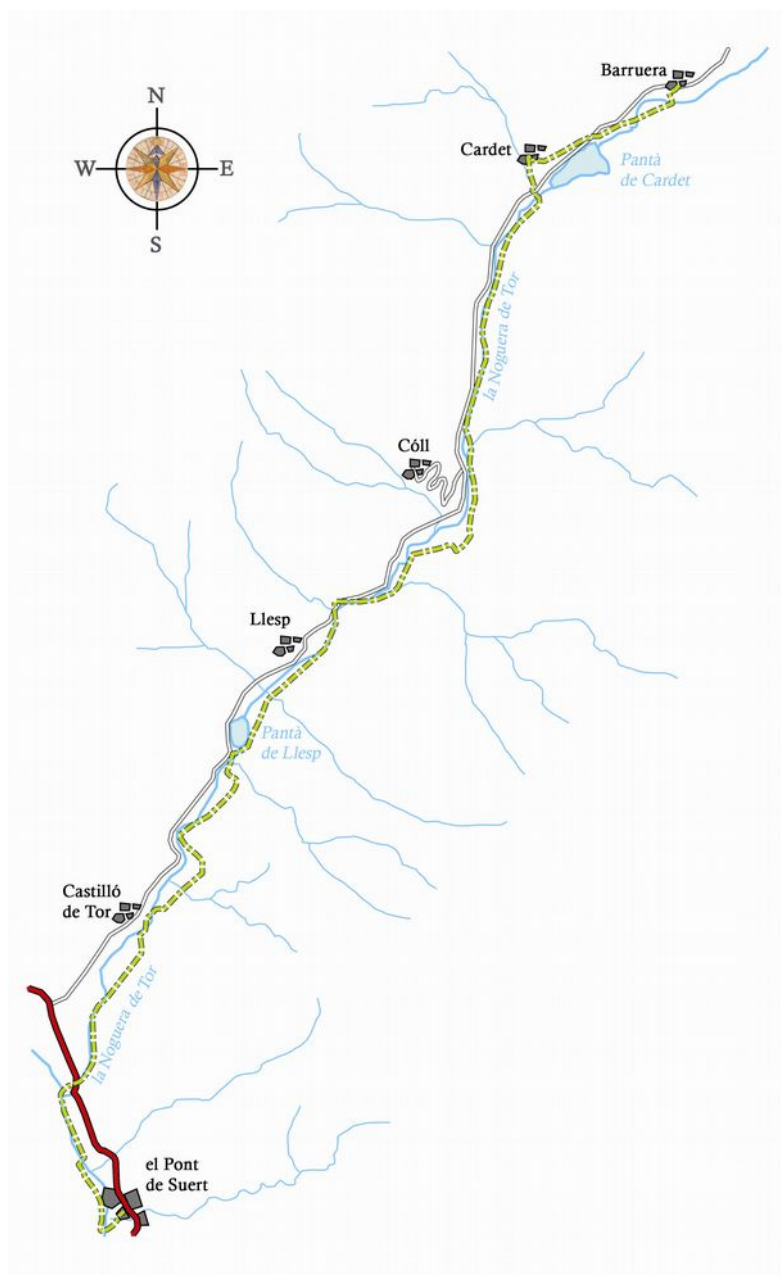 Barruera
N
Cardet
Pantà
de Cardet
W
E
S
la Noguera de Tor
Cóll
Llesp
Pantà
de Llesp
Castilló
de Tor
la Noguera de Tor
el Pont
de Suert